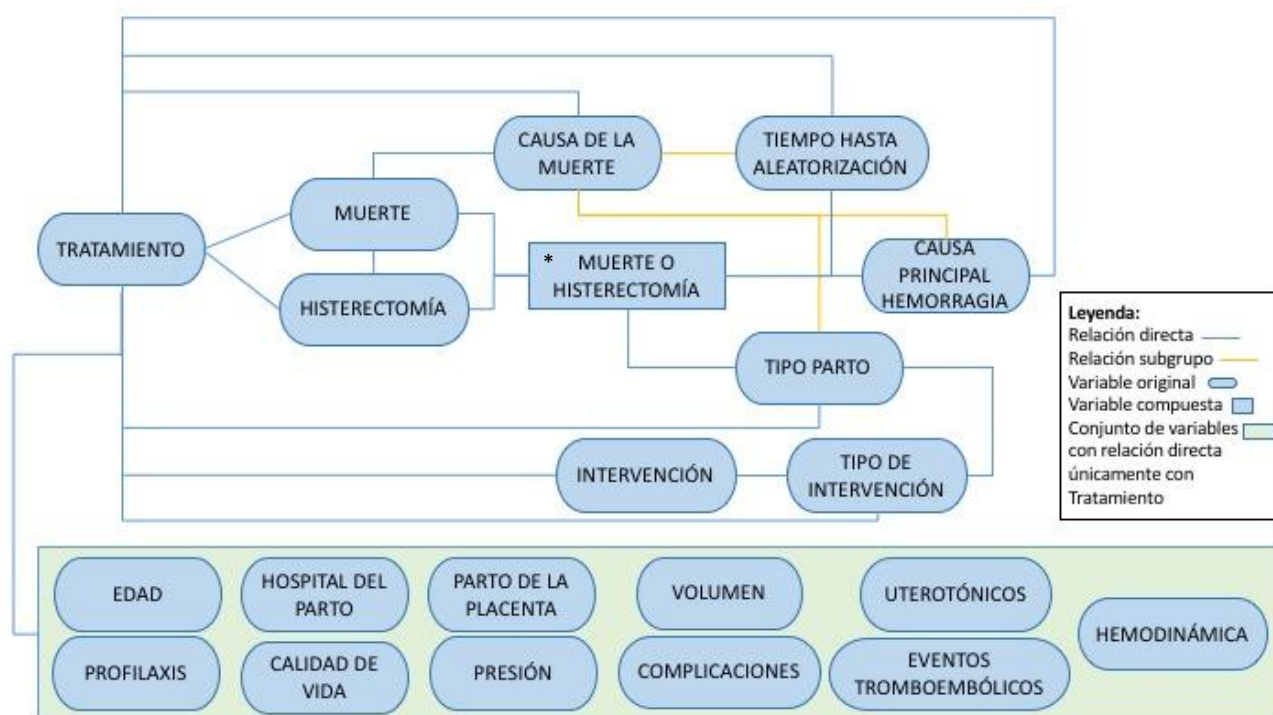 CAUSA DE LA
MUERTE
TIEMPO HASTA
ALEATORIZACIÓN
TRATAMIENTO
MUERTE
HISTERECTOMÍA
* MUERTE O
HISTERECTOMÍA
CAUSA
PRINCIPAL
HEMORRAGIA
TIPO PARTO
INTERVENCIÓN
TIPO DE
INTERVENCIÓN
Leyenda:
Relación directa
Relación subgrupo
Variable original
Variable compuesta
Conjunto de variables
con relación directa
únicamente con
Tratamiento
EDAD
HOSPITAL DEL
PARTO
PARTO DE LA
PLACENTA
VOLUMEN
UTEROTÓNICOS
HEMODINÁMICA
PROFILAXIS
CALIDAD DE
VIDA
PRESIÓN
COMPLICACIONES
EVENTOS
TROMBOEMBÓLICOS